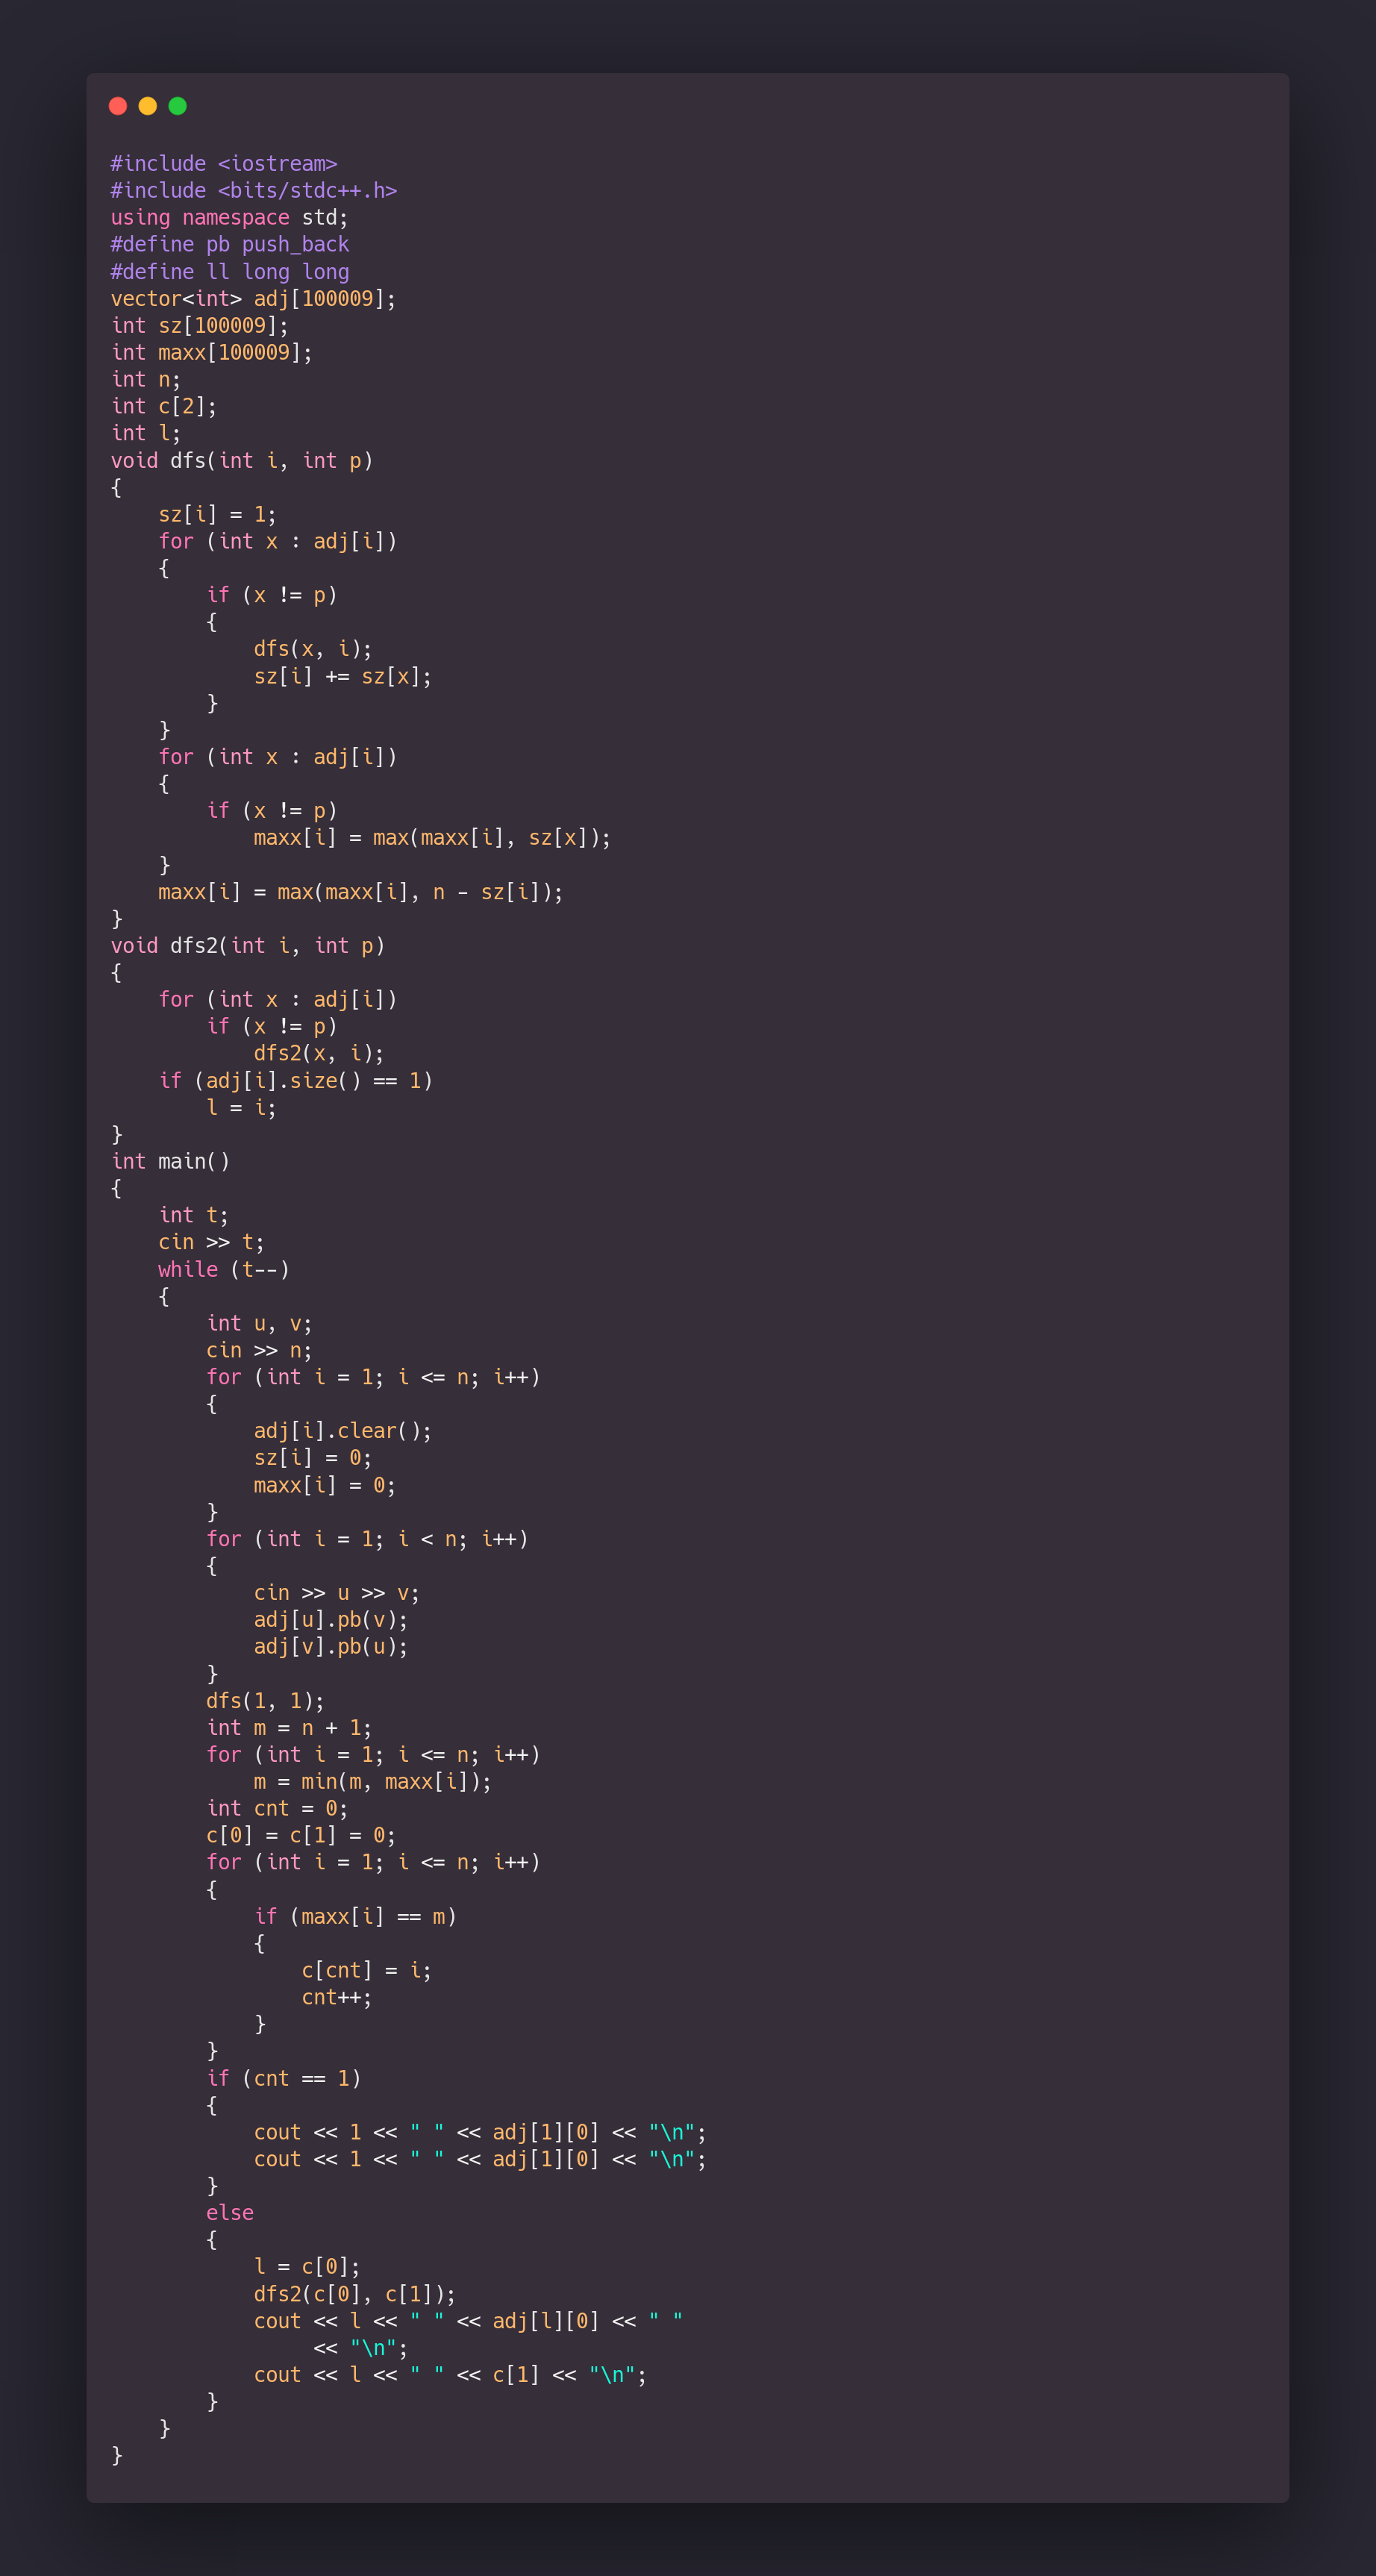 #include <iostream>
#include <bits/stdc++.h>
using namespace std;
#define pb push_back
#define ll long long
vector<int> adj[100009];
int sz[100009];
int maxx[100009];
int n;
int c[2];
int l;
void dfs(int i, int p)
{
    sz[i] = 1;
    for (int x : adj[i])
    {
        if (x != p)
        {
            dfs(x, i);
            sz[i] += sz[x];
        }
    }
    for (int x : adj[i])
    {
        if (x != p)
            maxx[i] = max(maxx[i], sz[x]);
    }
    maxx[i] = max(maxx[i], n - sz[i]);
}
void dfs2(int i, int p)
{
    for (int x : adj[i])
        if (x != p)
            dfs2(x, i);
    if (adj[i].size() == 1)
        l = i;
}
int main()
{
    int t;
    cin >> t;
    while (t--)
    {
        int u, v;
        cin >> n;
        for (int i = 1; i <= n; i++)
        {
            adj[i].clear();
            sz[i] = 0;
            maxx[i] = 0;
        }
        for (int i = 1; i < n; i++)
        {
            cin >> u >> v;
            adj[u].pb(v);
            adj[v].pb(u);
        }
        dfs(1, 1);
        int m = n + 1;
        for (int i = 1; i <= n; i++)
            m = min(m, maxx[i]);
        int cnt = 0;
        c[0] = c[1] = 0;
        for (int i = 1; i <= n; i++)
        {
            if (maxx[i] == m)
            {
                c[cnt] = i;
                cnt++;
            }
        }
        if (cnt == 1)
        {
            cout << 1 << " " << adj[1][0] << "\n";
            cout << 1 << " " << adj[1][0] << "\n";
        }
        else
        {
            l = c[0];
            dfs2(c[0], c[1]);
            cout << l << " " << adj[l][0] << " "
                 << "\n";
            cout << l << " " << c[1] << "\n";
        }
    }
}